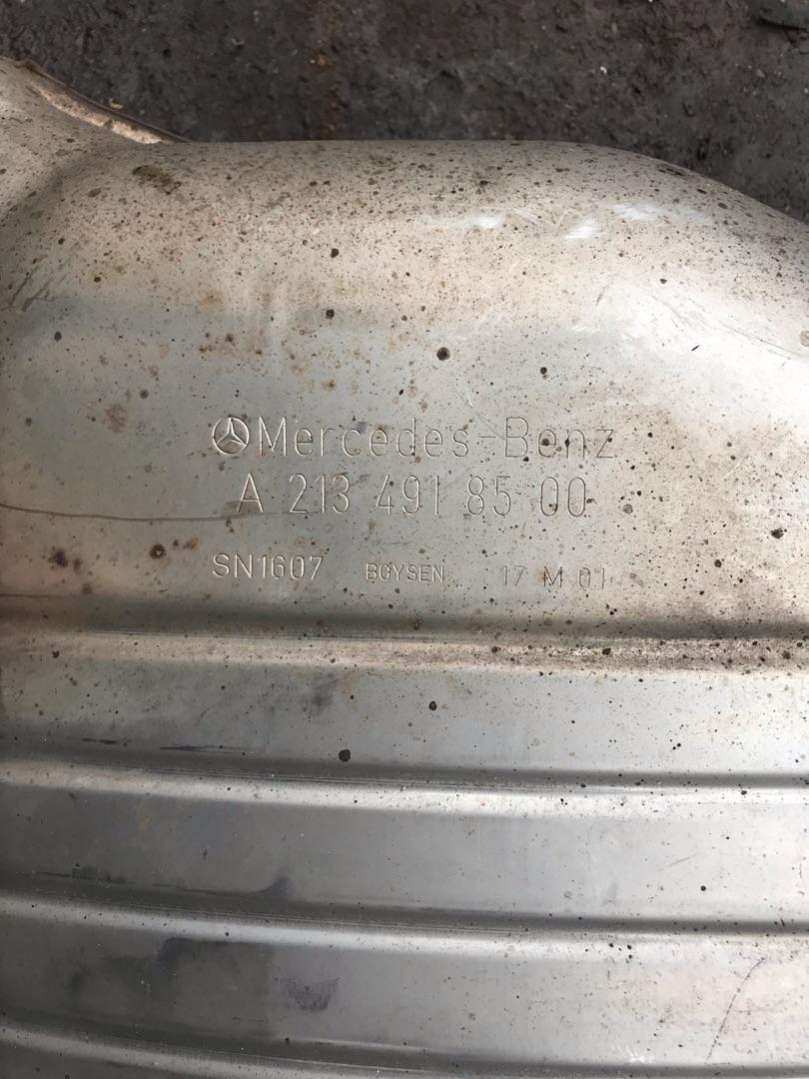 Mercedes-Benz
A 213 491 85 00
SN1607 BOYSEN 17 M 01